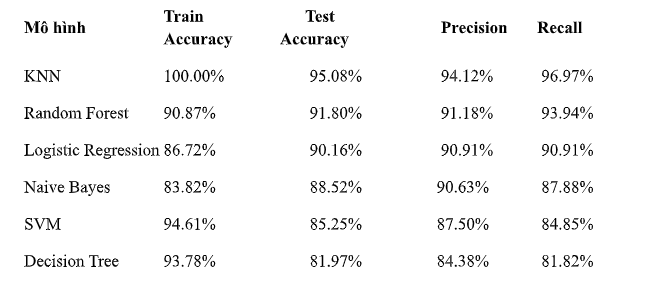 Mô hình Train Accuracy Test Accuracy Precision Recall
KNN 100.00% 95.08% 94.12% 96.97%
Random Forest 90.87% 91.80% 91.18% 93.94%
Logistic Regression 86.72% 90.16% 90.91% 90.91%
Naive Bayes 83.82% 88.52% 90.63% 87.88%
SVM 94.61% 85.25% 87.50% 84.85%
Decision Tree 93.78% 81.97% 84.38% 81.82%